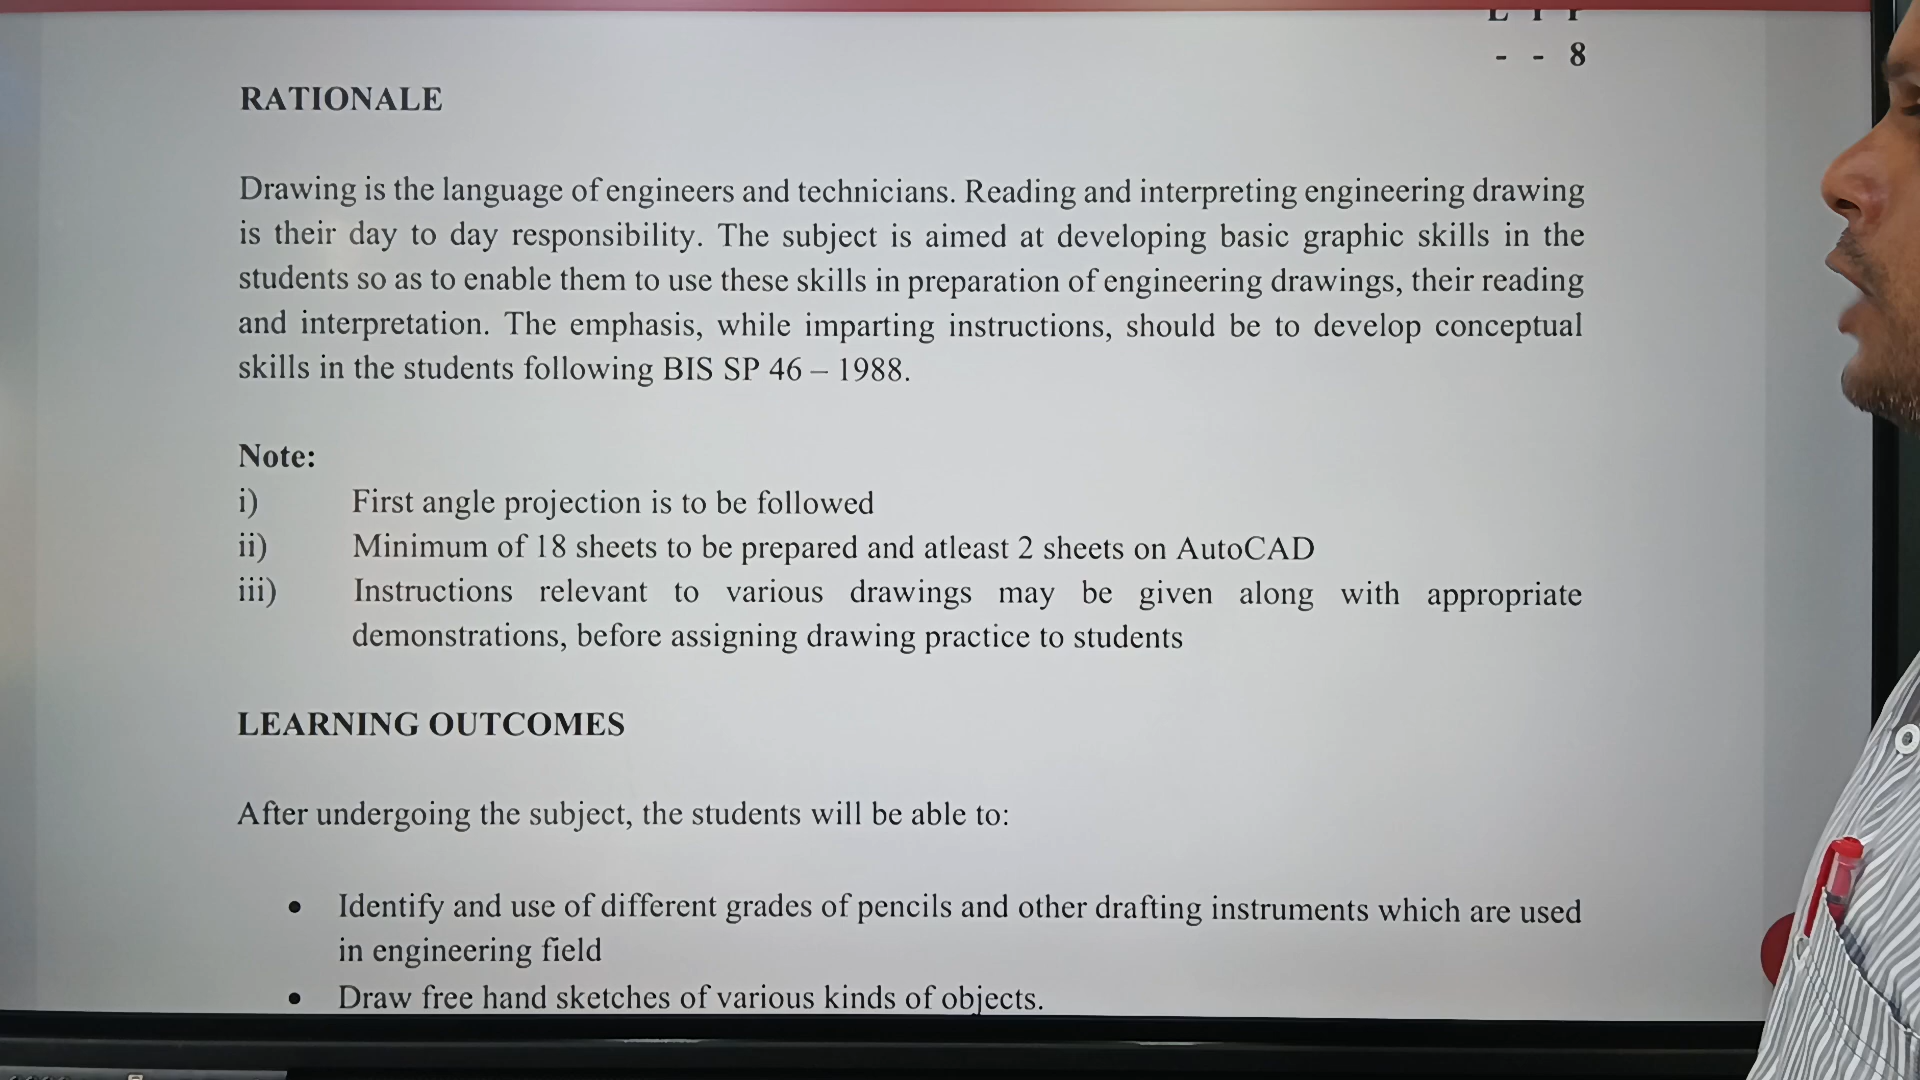 L T P
- - 8
RATIONALE
Drawing is the language of engineers and technicians. Reading and interpreting engineering drawing
is their day to day responsibility. The subject is aimed at developing basic graphic skills in the
students so as to enable them to use these skills in preparation of engineering drawings, their reading
and interpretation. The emphasis, while imparting instructions, should be to develop conceptual
skills in the students following BIS SP 46 – 1988.
Note:
i) First angle projection is to be followed
ii) Minimum of 18 sheets to be prepared and atleast 2 sheets on AutoCAD
iii) Instructions relevant to various drawings may be given along with appropriate
demonstrations, before assigning drawing practice to students
LEARNING OUTCOMES
After undergoing the subject, the students will be able to:
• Identify and use of different grades of pencils and other drafting instruments which are used
in engineering field
• Draw free hand sketches of various kinds of objects.